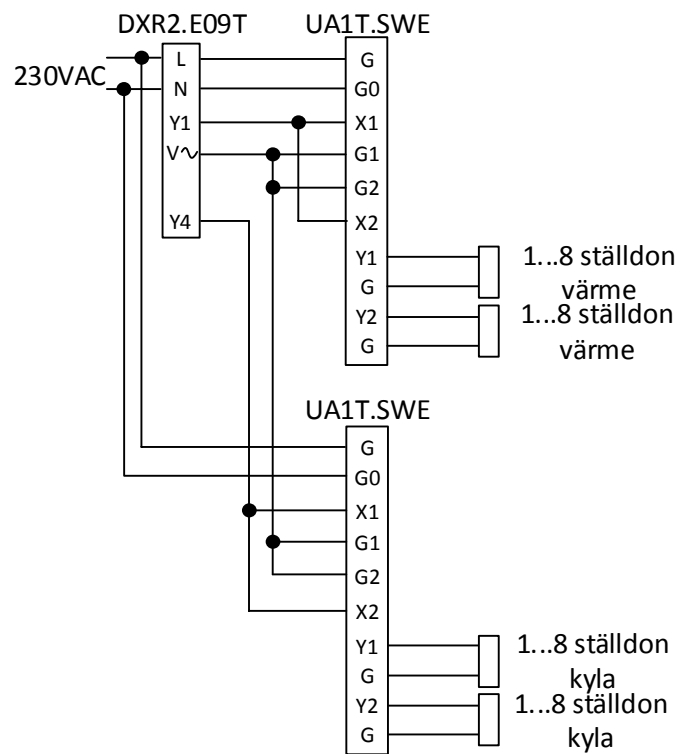 DXR2.E09T
UA1T.SWE
230VAC
L
N
Y1
V~
Y4
G
G0
X1
G1
G2
X2
Y1
G
Y2
G
1...8 ställdon
värme
1...8 ställdon
värme
UA1T.SWE
G
G0
X1
G1
G2
X2
Y1
G
Y2
G
1...8 ställdon
kyla
1...8 ställdon
kyla